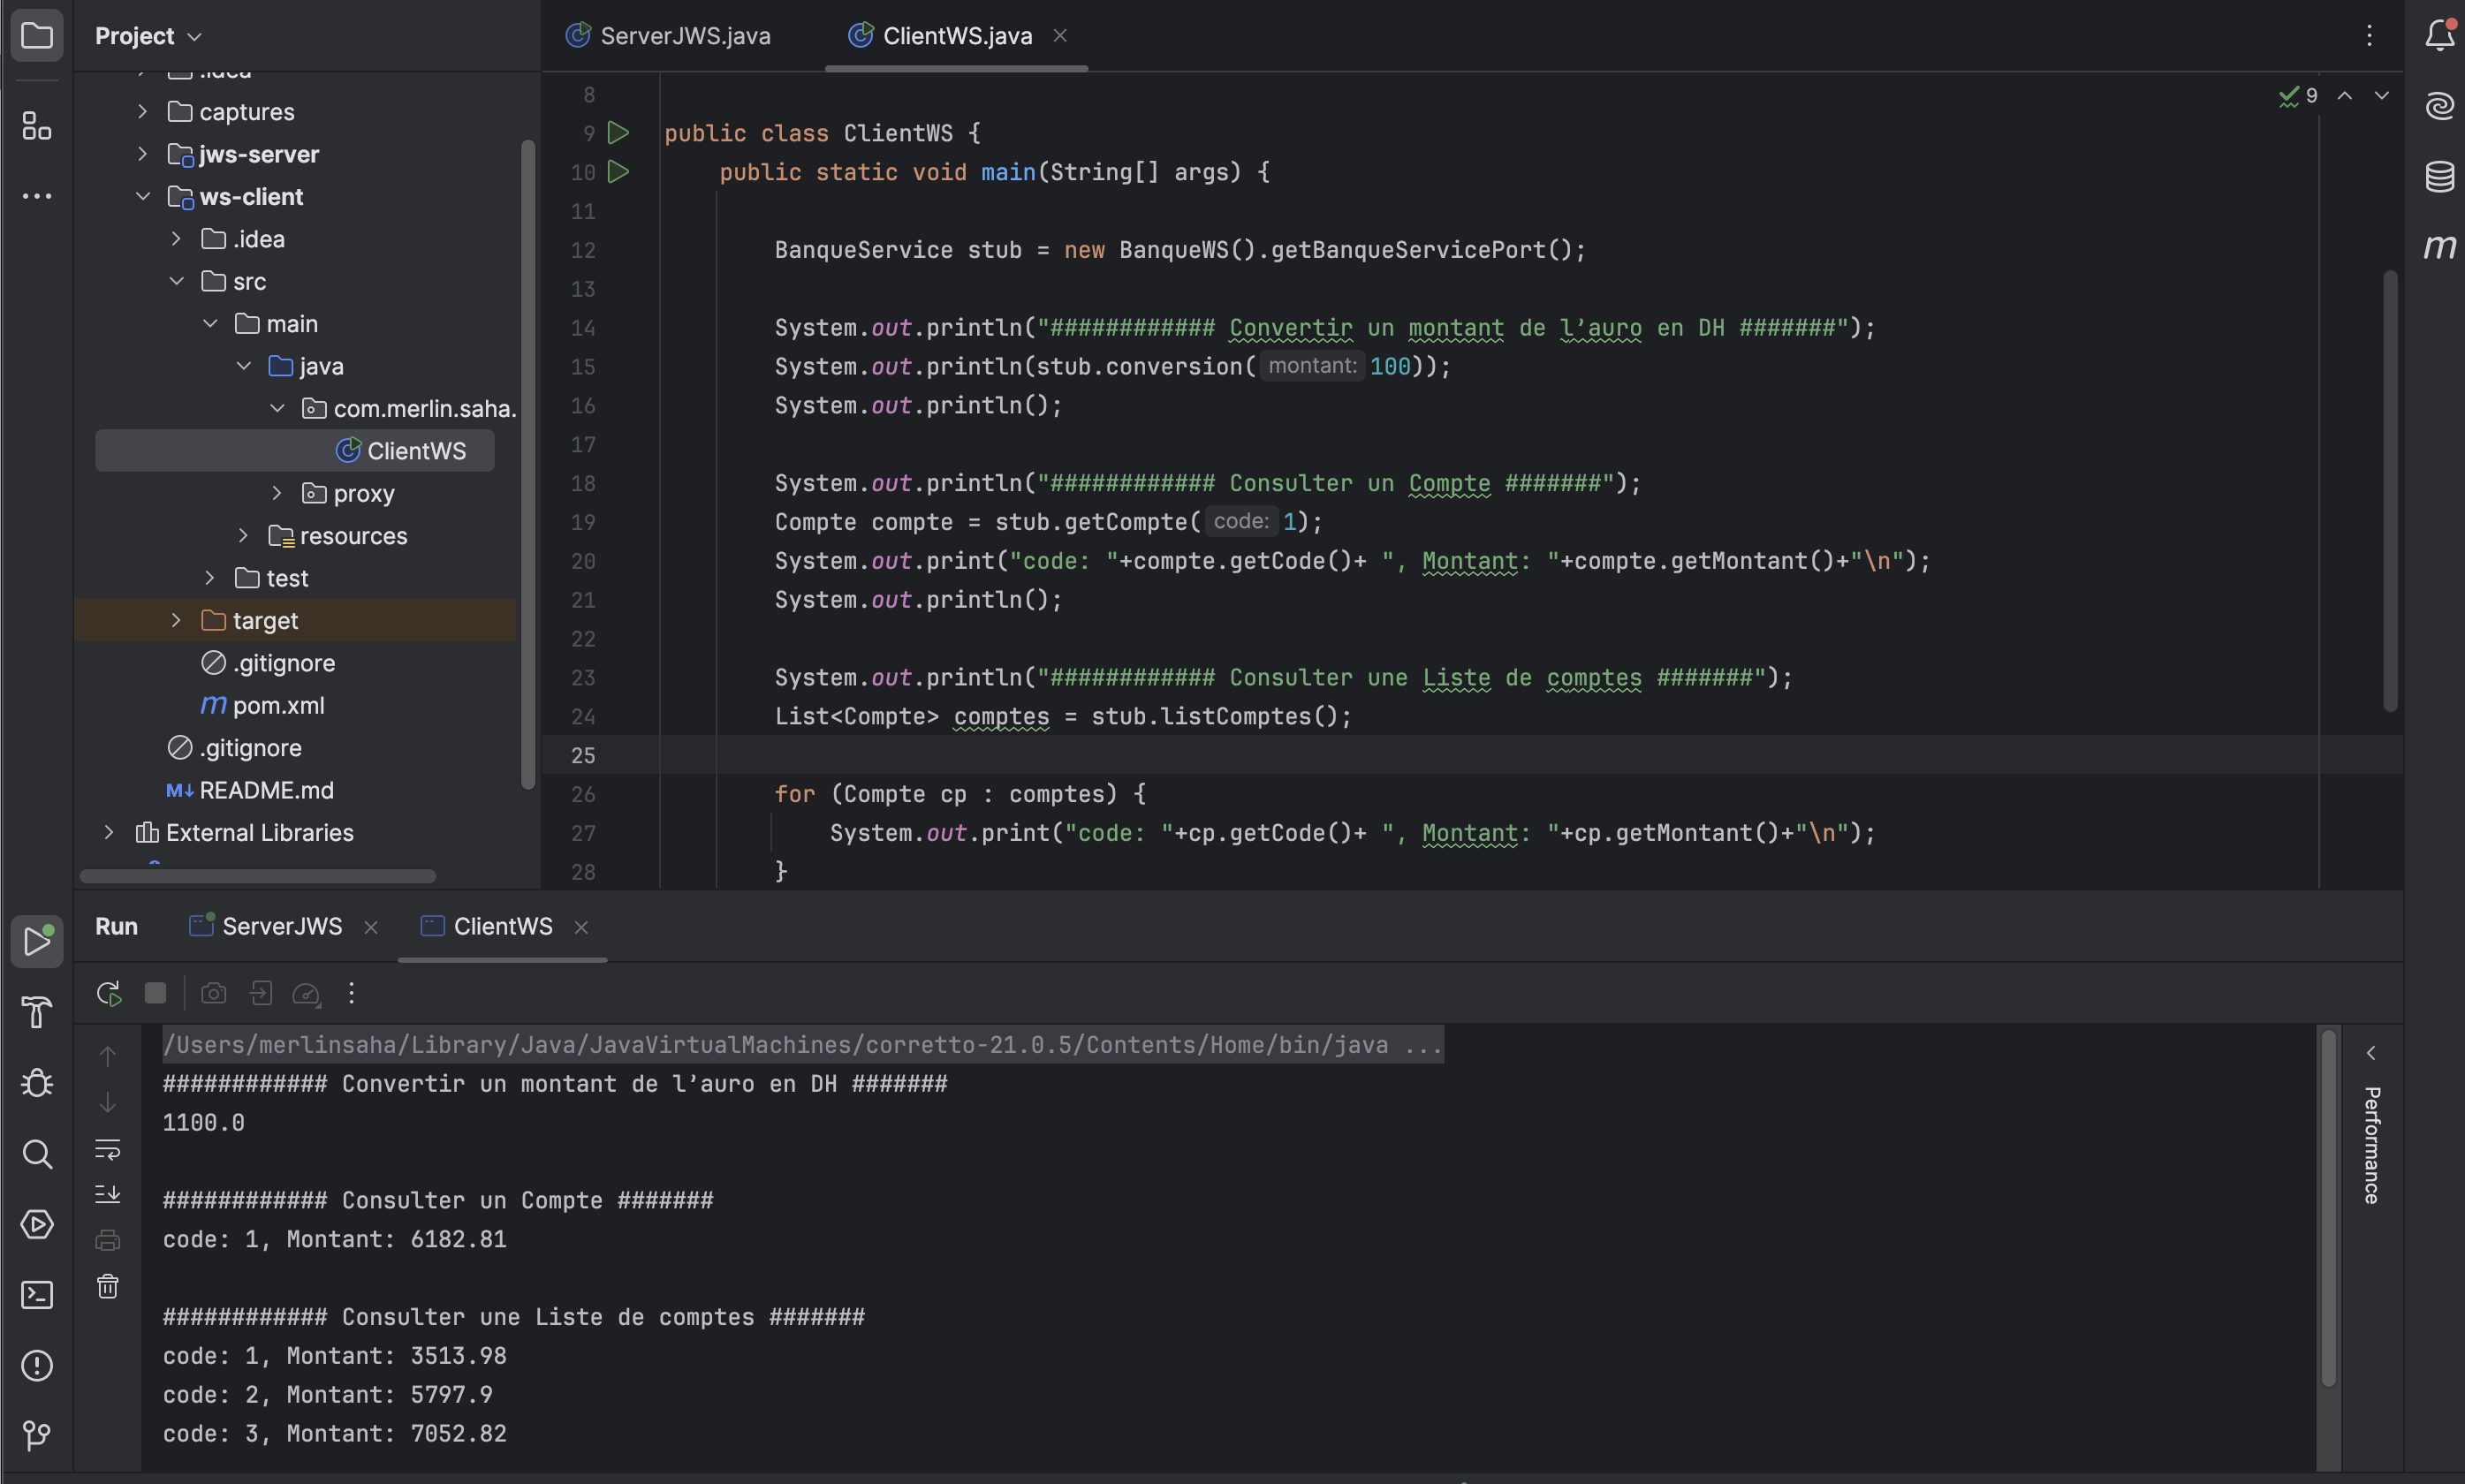 Project
ServerJWS.java
ClientWS.java
.idea
captures
jws-server
ws-client
.idea
src
main
java
com.merlin.saha.
ClientWS
proxy
resources
test
target
.gitignore
pom.xml
.gitignore
README.md
External Libraries
9
8
9 public class ClientWS {
10 public static void main(String[] args) {
11
12 BanqueService stub = new BanqueWS().getBanqueServicePort();
13
14 System.out.println("############ Convertir un montant de l’auro en DH #######");
15 System.out.println(stub.conversion( montant: 100));
16 System.out.println();
17
18 System.out.println("############ Consulter un Compte #######");
19 Compte compte = stub.getCompte( code: 1);
20 System.out.print("code: "+compte.getCode()+ ", Montant: "+compte.getMontant()+"\n");
21 System.out.println();
22
23 System.out.println("############ Consulter une Liste de comptes #######");
24 List<Compte> comptes = stub.listComptes();
25
26 for (Compte cp : comptes) {
27 System.out.print("code: "+cp.getCode()+ ", Montant: "+cp.getMontant()+"\n");
28 }
Run ServerJWS ClientWS
/Users/merlinsaha/Library/Java/JavaVirtualMachines/corretto-21.0.5/Contents/Home/bin/java ...
############ Convertir un montant de l’auro en DH #######
1100.0
############ Consulter un Compte #######
code: 1, Montant: 6182.81
############ Consulter une Liste de comptes #######
code: 1, Montant: 3513.98
code: 2, Montant: 5797.9
code: 3, Montant: 7052.82
Performance